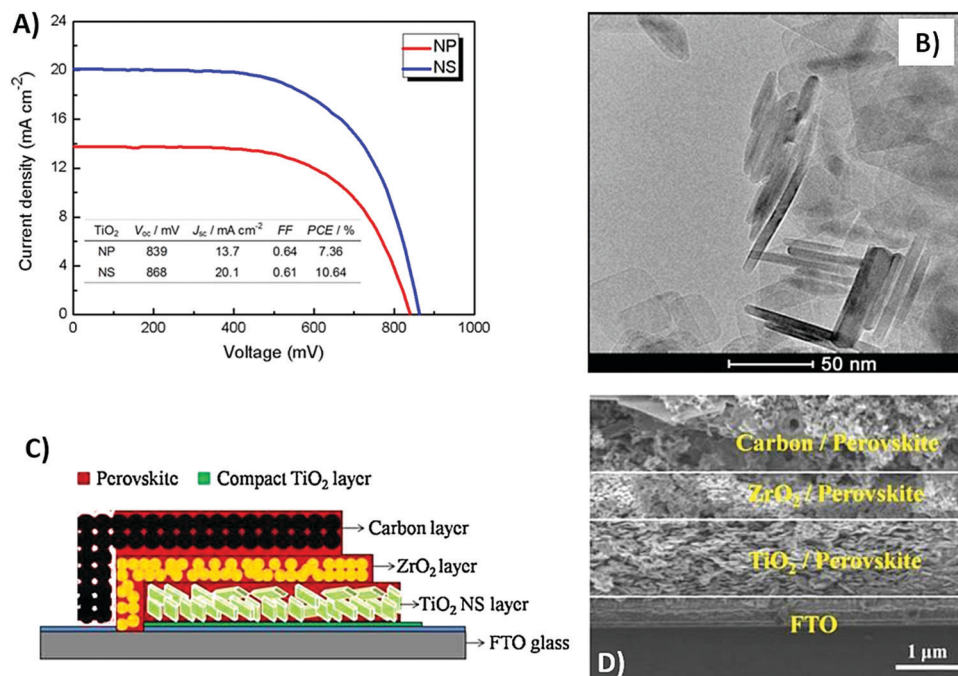 A)
24
20
16
12
8
4
0
Current density (mA cm⁻²)
NP
NS
TiO₂ V_oc / mV J_sc / mA cm⁻² FF PCE / %
NP 839 13.7 0.64 7.36
NS 868 20.1 0.61 10.64
0 200 400 600 800 1000
Voltage (mV)
B)
50 nm
C)
Perovskite Compact TiO₂ layer
Carbon layer
ZrO₂ layer
TiO₂ NS layer
FTO glass
Carbon / Perovskite
ZrO₂ / Perovskite
TiO₂ / Perovskite
FTO
D)
1 μm